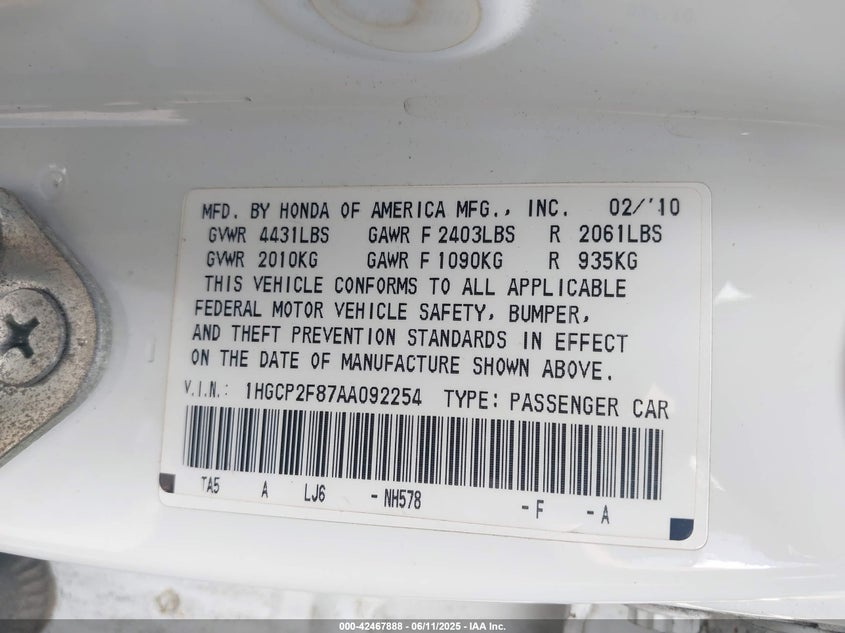 MFD. BY HONDA OF AMERICA MFG., INC. 02/'10
GVWR 4431LBS GAWR F 2403LBS R 2061LBS
GVWR 2010KG GAWR F 1090KG R 935KG
THIS VEHICLE CONFORMS TO ALL APPLICABLE
FEDERAL MOTOR VEHICLE SAFETY, BUMPER,
AND THEFT PREVENTION STANDARDS IN EFFECT
ON THE DATE OF MANUFACTURE SHOWN ABOVE.
V.I.N.: 1HGCP2F87AA092254 TYPE: PASSENGER CAR
TA5 A LJ6 -NH578 -F -A
000-42467888 - 06/11/2025 - IAA Inc.